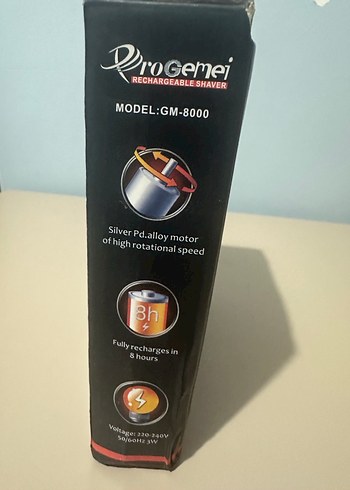 ProGemei
RECHARGEABLE SHAVER
MODEL:GM-8000
Silver Pd.alloy motor
of high rotational speed
8h
Fully recharges in
8 hours
Voltage: 220-240V
50/60Hz 3W